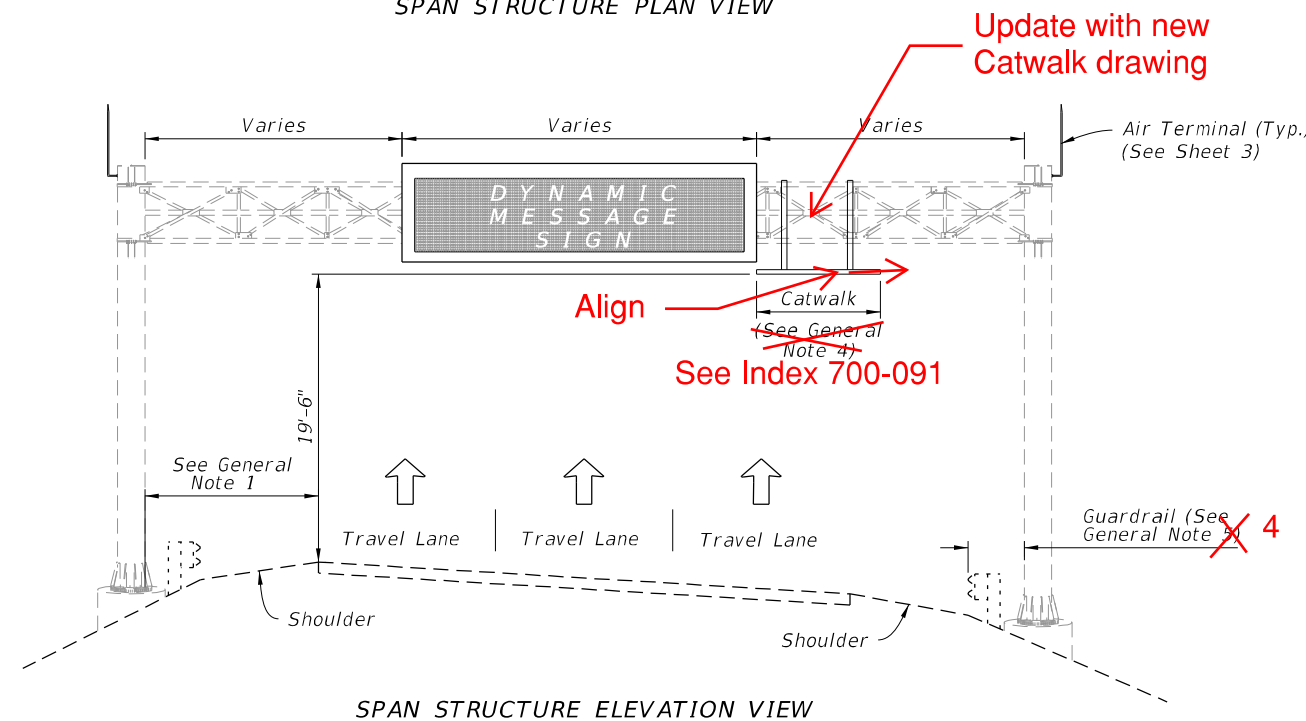 SPAN STRUCTURE PLAN VIEW
Update with new
Catwalk drawing
Varies
Varies
Varies
Air Terminal (Typ.)
(See Sheet 3)
DYNAMIC
MESSAGE
SIGN
Align
Catwalk
(See General
Note 4)
See Index 700-091
19'-6"
See General
Note 1
Travel Lane
Travel Lane
Travel Lane
Guardrail (See
General Note 5)
4
Shoulder
Shoulder
SPAN STRUCTURE ELEVATION VIEW